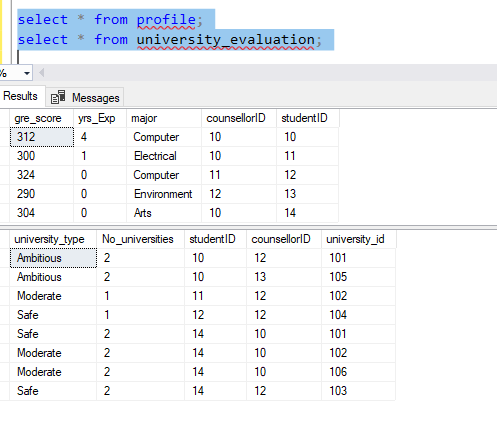 select * from profile;
select * from university_evaluation;
%
Results Messages
gre_score yrs_Exp major counsellorID studentID
312 4 Computer 10 10
300 1 Electrical 10 11
324 0 Computer 11 12
290 0 Environment 12 13
304 0 Arts 10 14
university_type No_universities studentID counsellorID university_id
Ambitious 2 10 12 101
Ambitious 2 10 13 105
Moderate 1 11 12 102
Safe 1 12 12 104
Safe 2 14 10 101
Moderate 2 14 10 102
Moderate 2 14 10 106
Safe 2 14 12 103